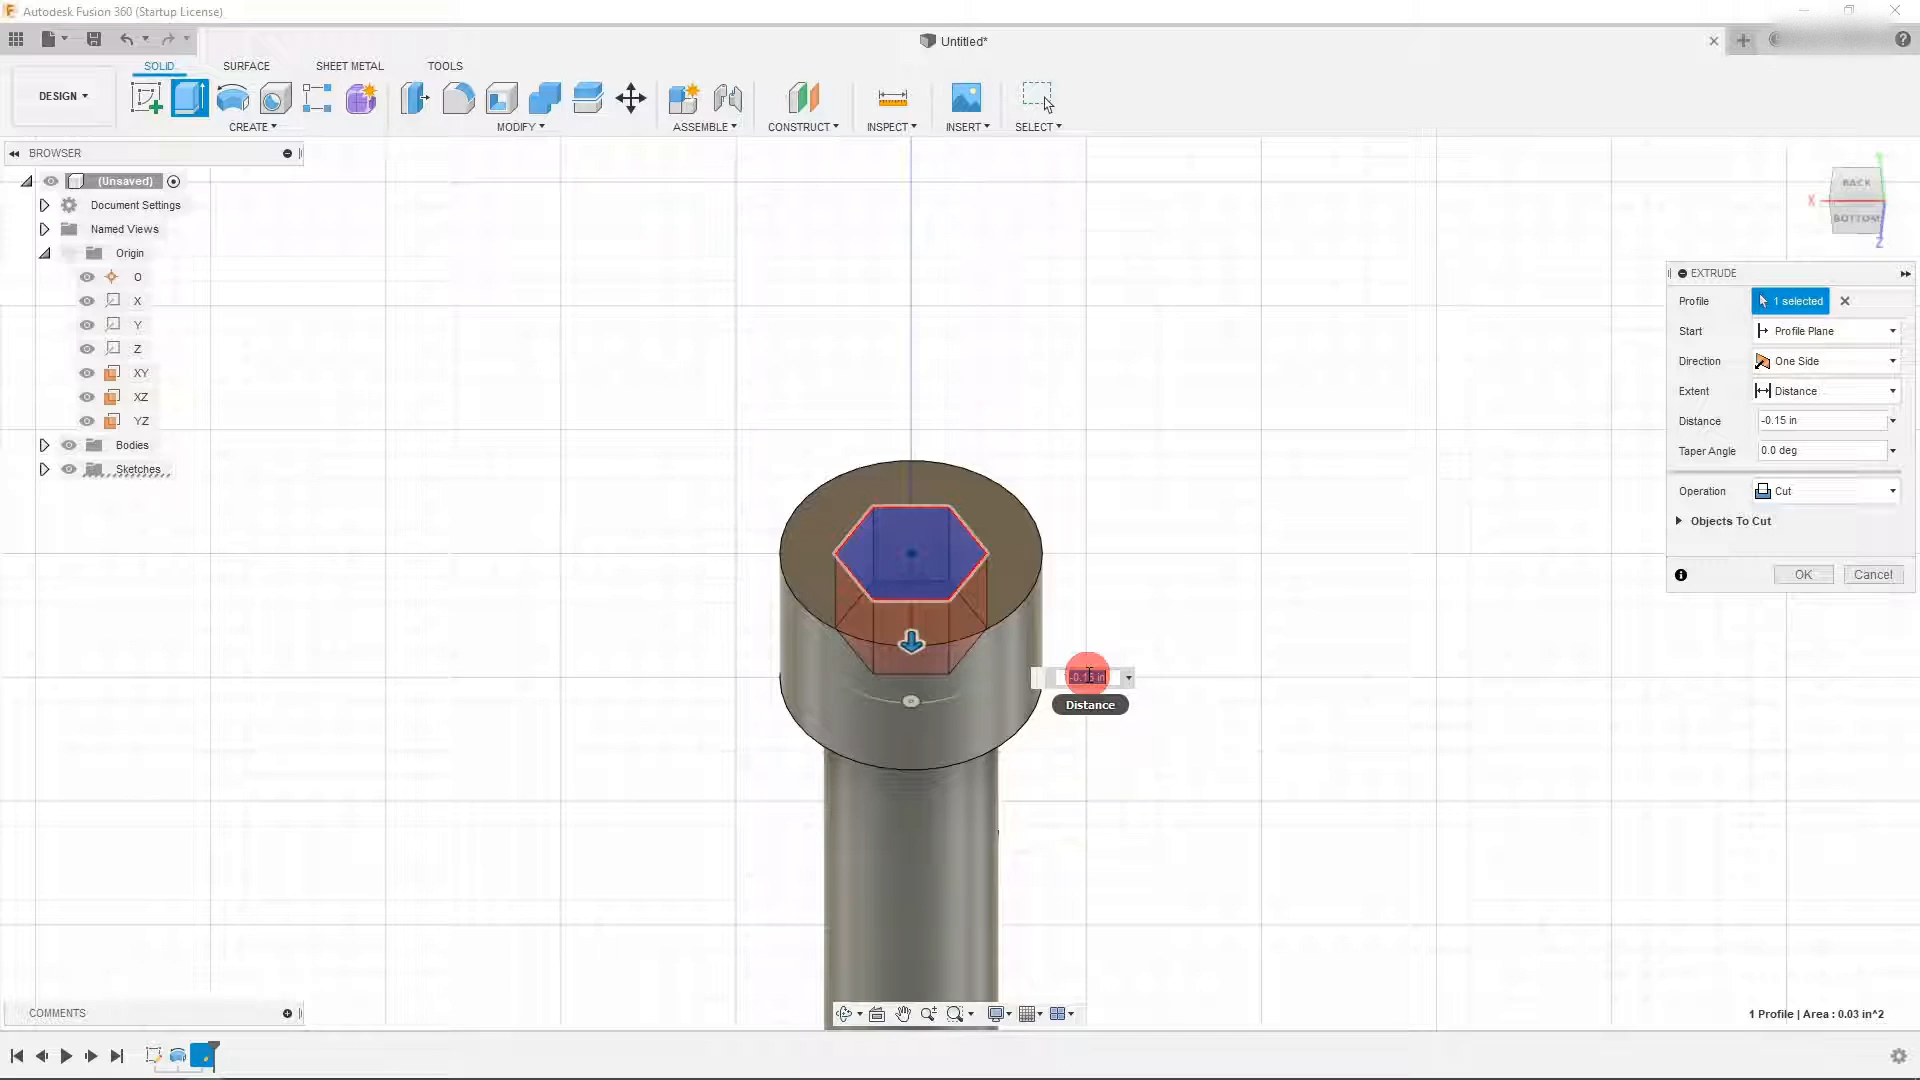 Autodesk Fusion 360 (Startup License)
Untitled*
SOLID
SURFACE
SHEET METAL
TOOLS
DESIGN
CREATE
MODIFY
ASSEMBLE
CONSTRUCT
INSPECT
INSERT
SELECT
BROWSER
(Unsaved)
Document Settings
Named Views
Origin
O
X
Y
Z
XY
XZ
YZ
Bodies
Sketches
Y
BACK
X
BOTTOM
Z
EXTRUDE
Profile 1 selected
Start Profile Plane
Direction One Side
Extent Distance
Distance -0.15 in
Taper Angle 0.0 deg
Operation Cut
Objects To Cut
OK Cancel
-0.15 in
Distance
COMMENTS
1 Profile | Area : 0.03 in^2